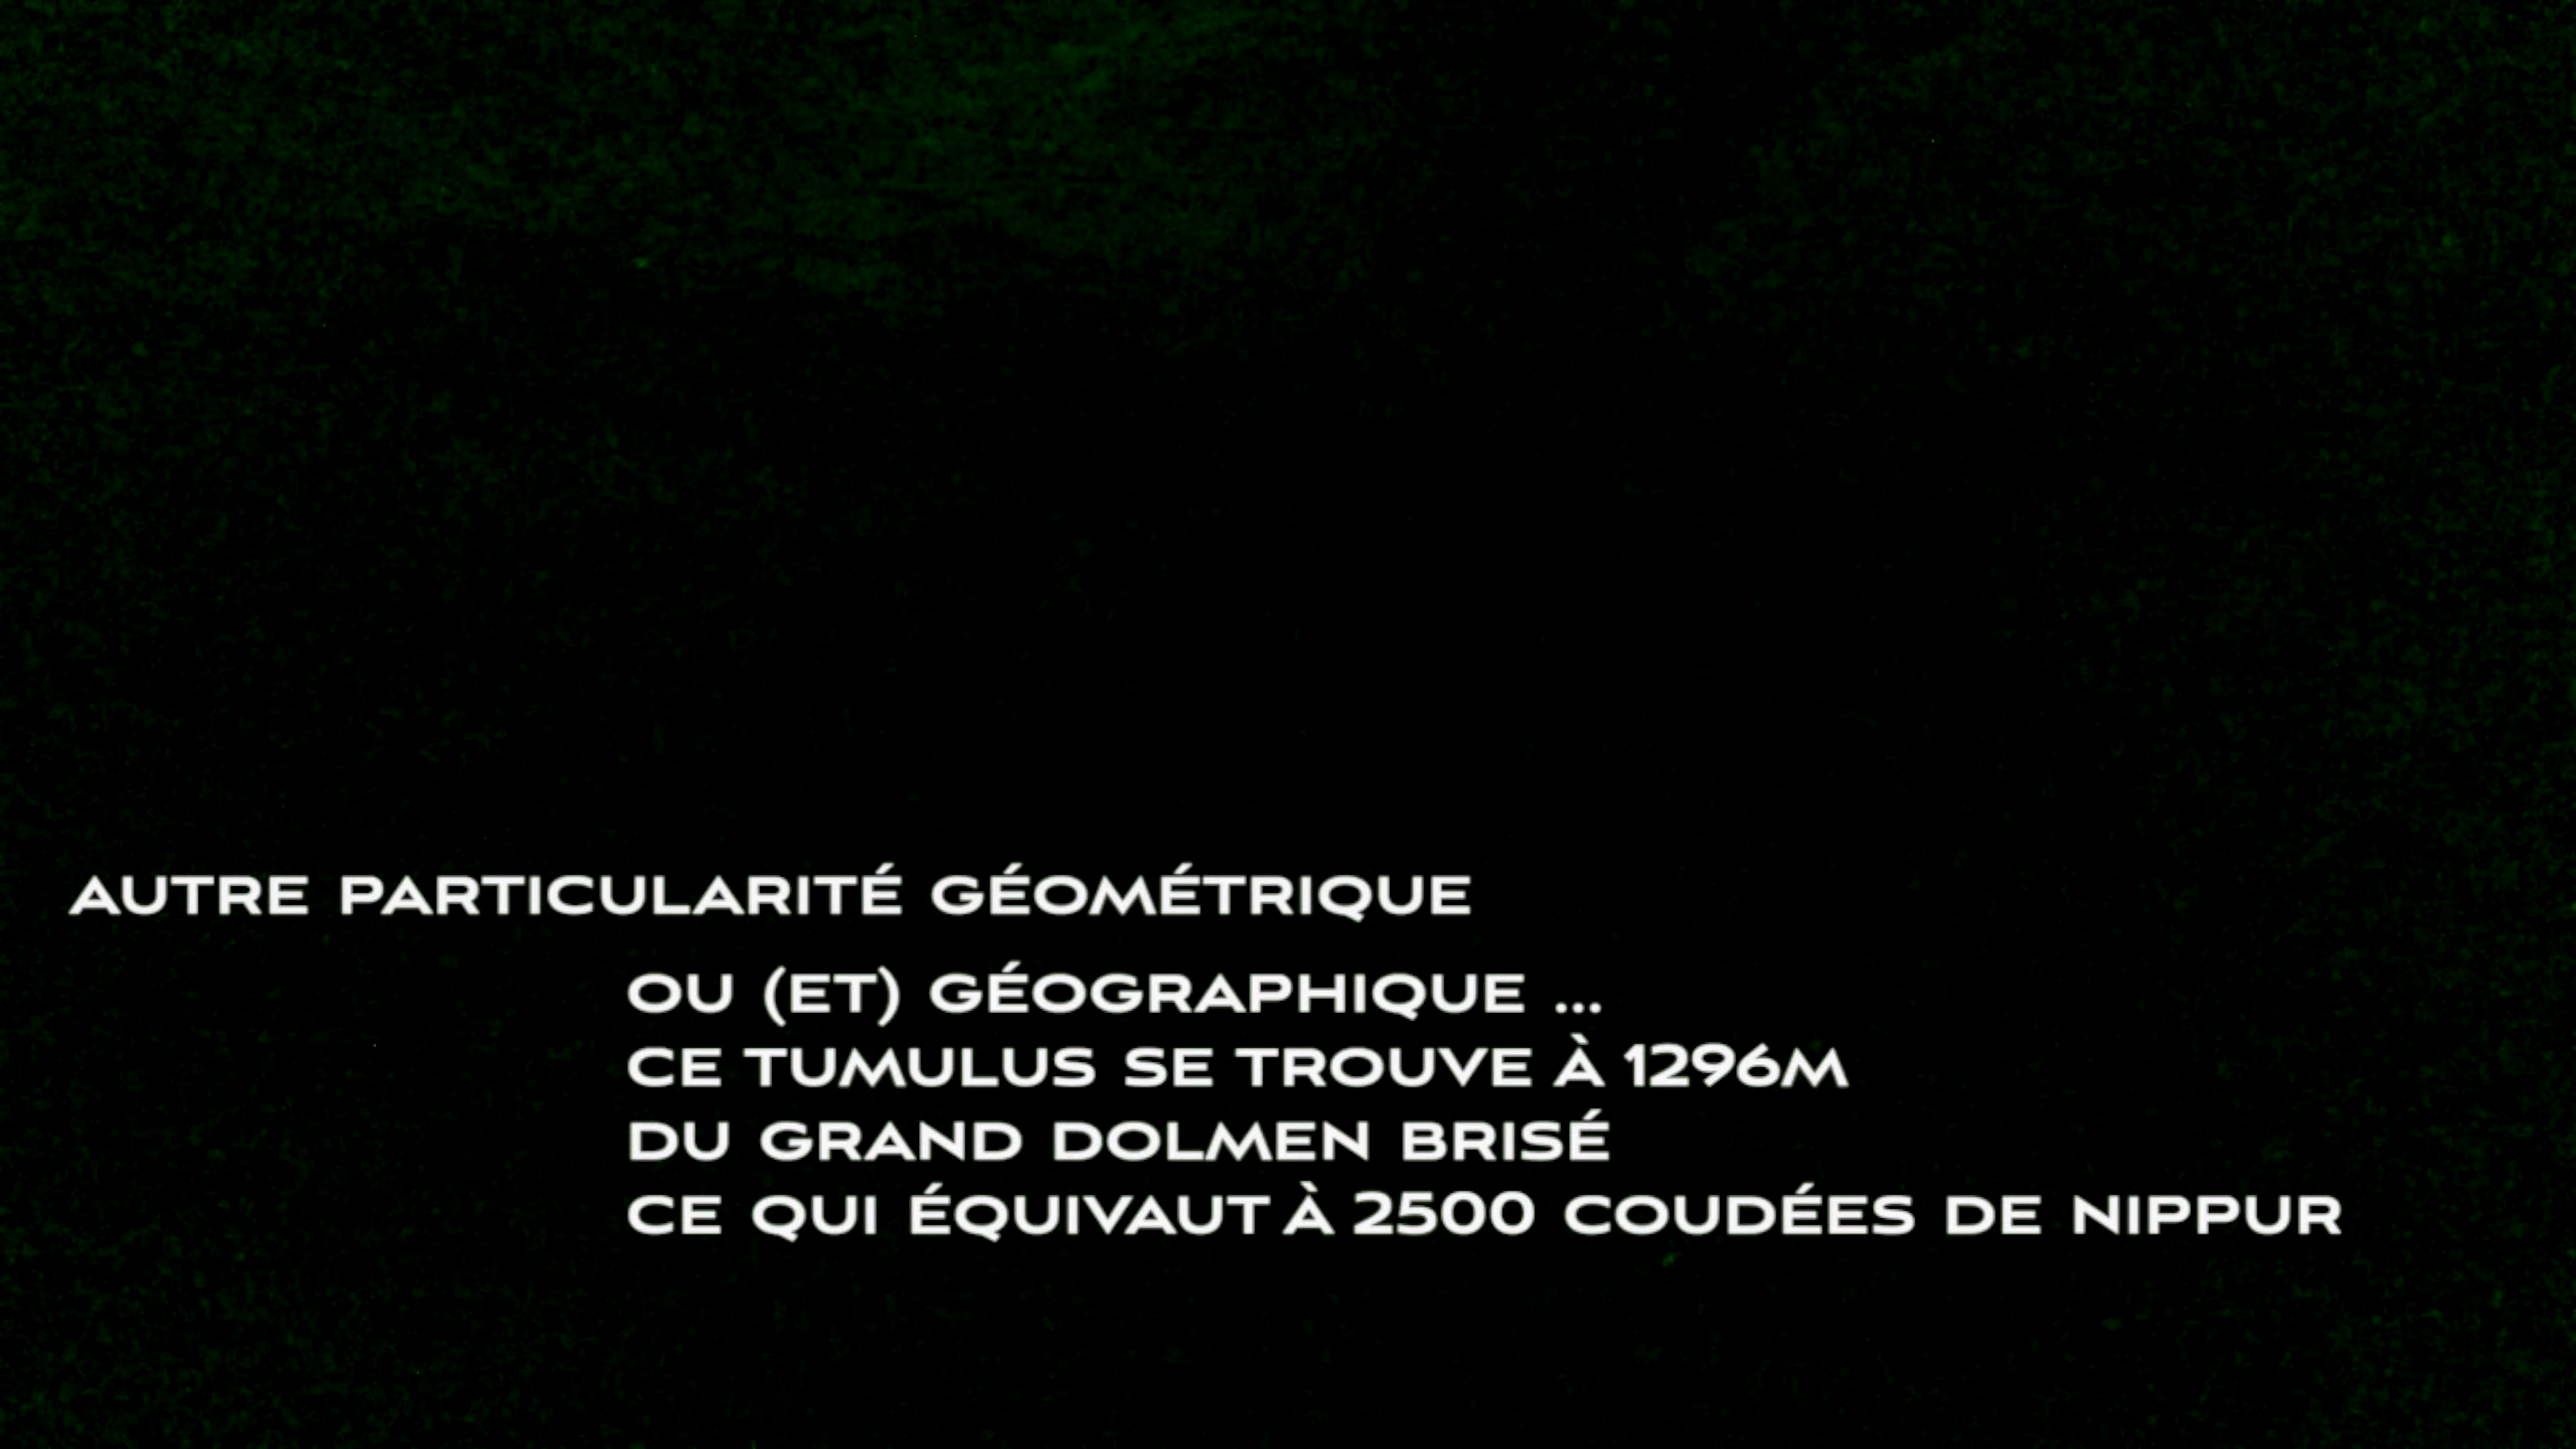 AUTRE PARTICULARITÉ GÉOMÉTRIQUE
OU (ET) GÉOGRAPHIQUE ...
CE TUMULUS SE TROUVE À 1296M
DU GRAND DOLMEN BRISÉ
CE QUI ÉQUIVAUT À 2500 COUDÉES DE NIPPUR